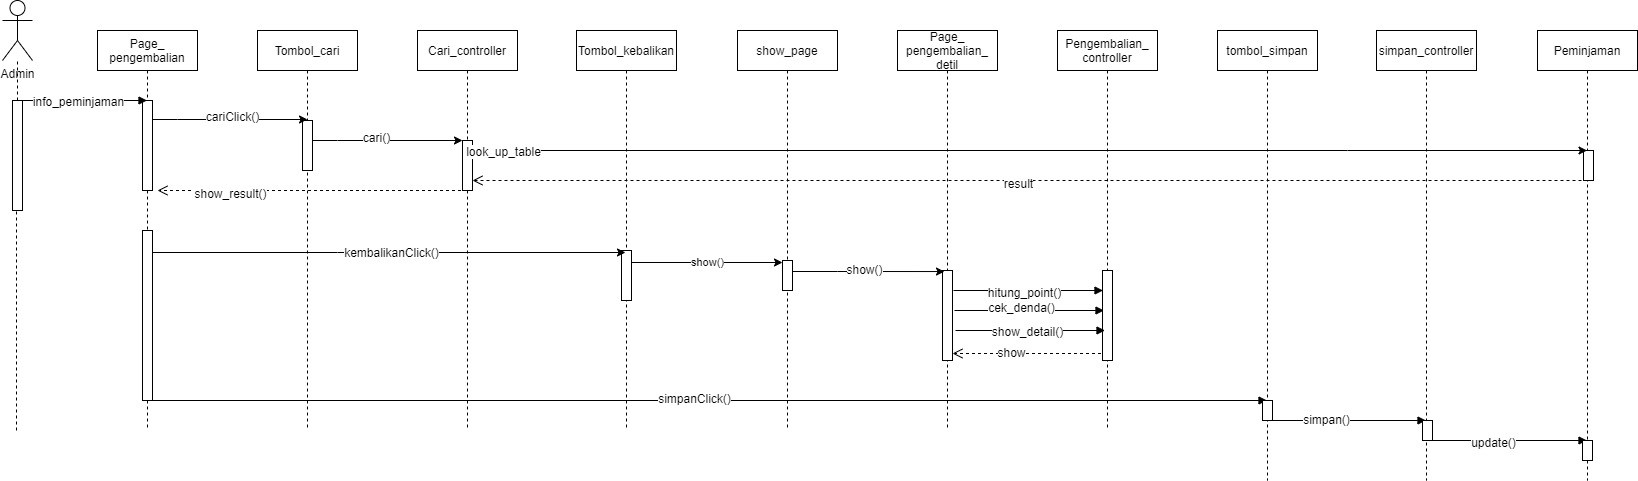 Admin
Page_
pengembalian
Tombol_cari
Cari_controller
Tombol_kebalikan
show_page
Page_
pengembalian_
detil
Pengembalian_
controller
tombol_simpan
simpan_controller
Peminjaman
info_peminjaman
cariClick()
cari()
look_up_table
result
show_result()
kembalikanClick()
show()
show()
hitung_point()
cek_denda()
show_detail()
show
simpanClick()
simpan()
update()